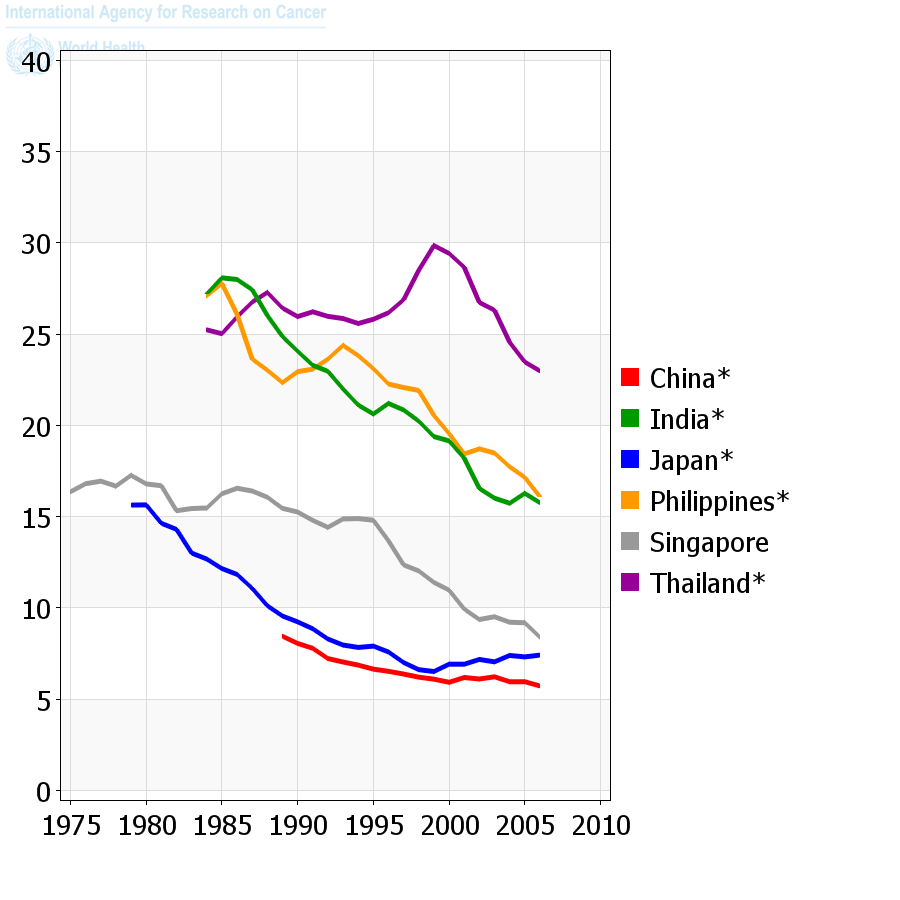 International Agency for Research on Cancer
World Health
40
35
30
25
20
15
10
5
0
1975 1980 1985 1990 1995 2000 2005 2010
China*
India*
Japan*
Philippines*
Singapore
Thailand*